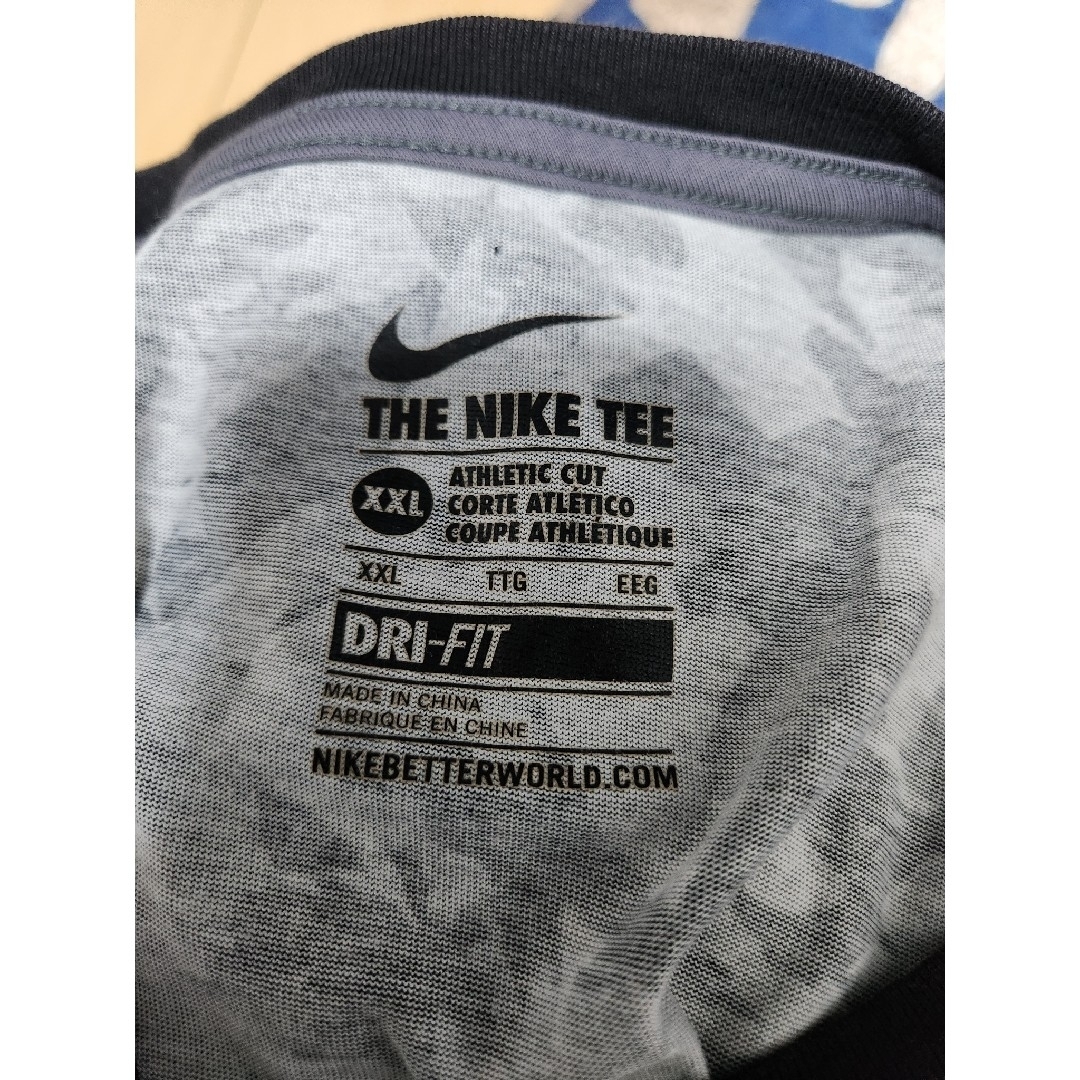 THE NIKE TEE
XXL
ATHLETIC CUT
CORTE ATLÉTICO
COUPE ATHLÉTIQUE
XXL TTG EEG
DRI-FIT
MADE IN CHINA
FABRIQUÉ EN CHINE
NIKEBETTERWORLD.COM